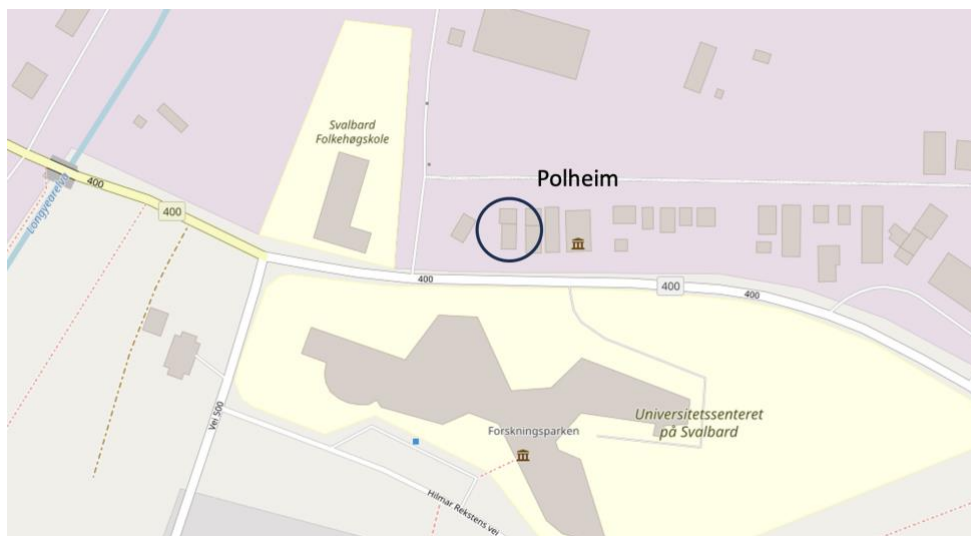 Svalbard
Folkehøgskole
Polheim
400
400
Longyearelva
400
400
400
Vei 500
Universitetssenteret
på Svalbard
Forskningsparken
Hilmar Rekstens vei